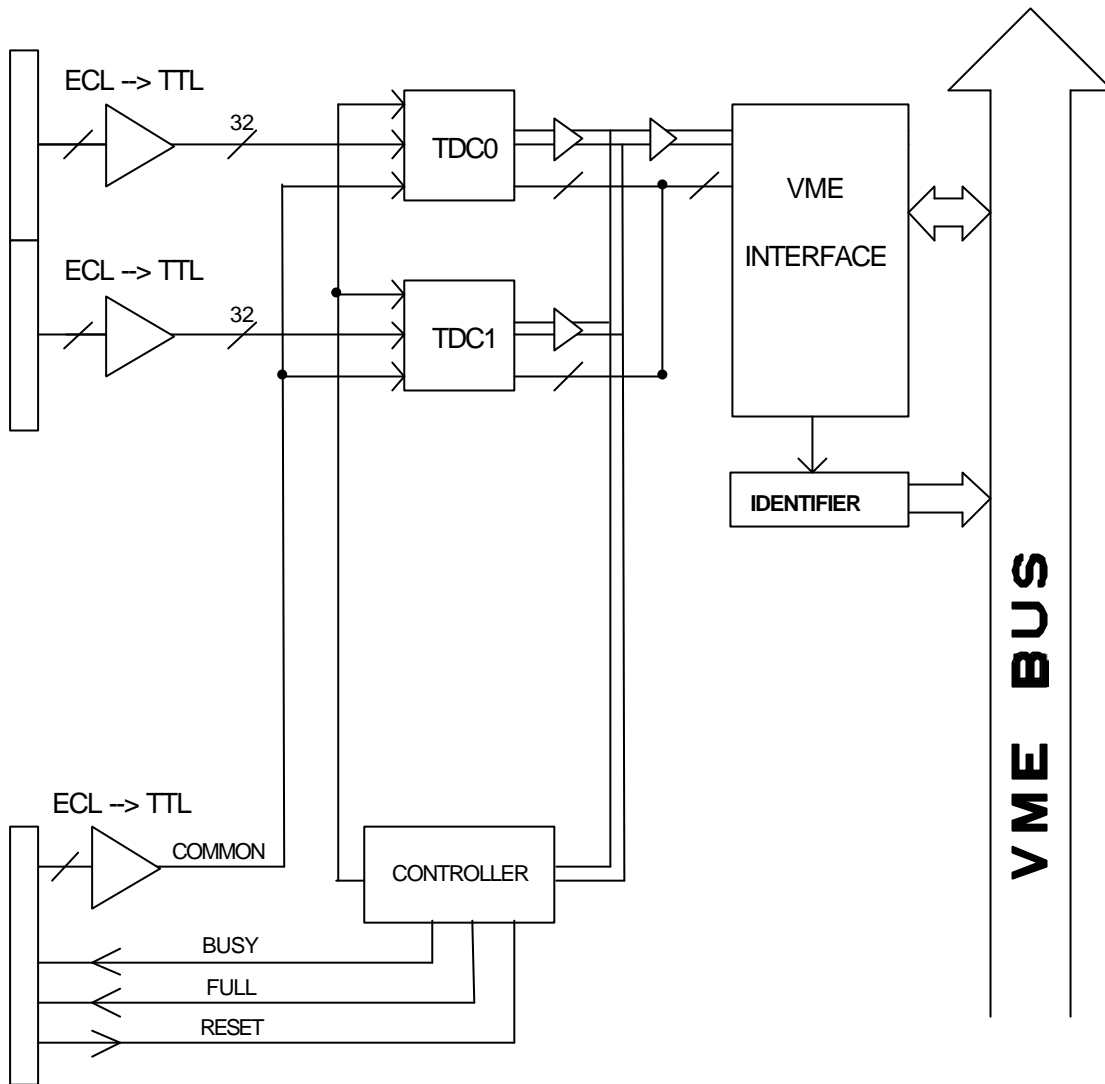 ECL --> TTL
32
TDC0
VME
INTERFACE
ECL --> TTL
32
TDC1
IDENTIFIER
VME BUS
ECL --> TTL
COMMON
CONTROLLER
BUSY
FULL
RESET